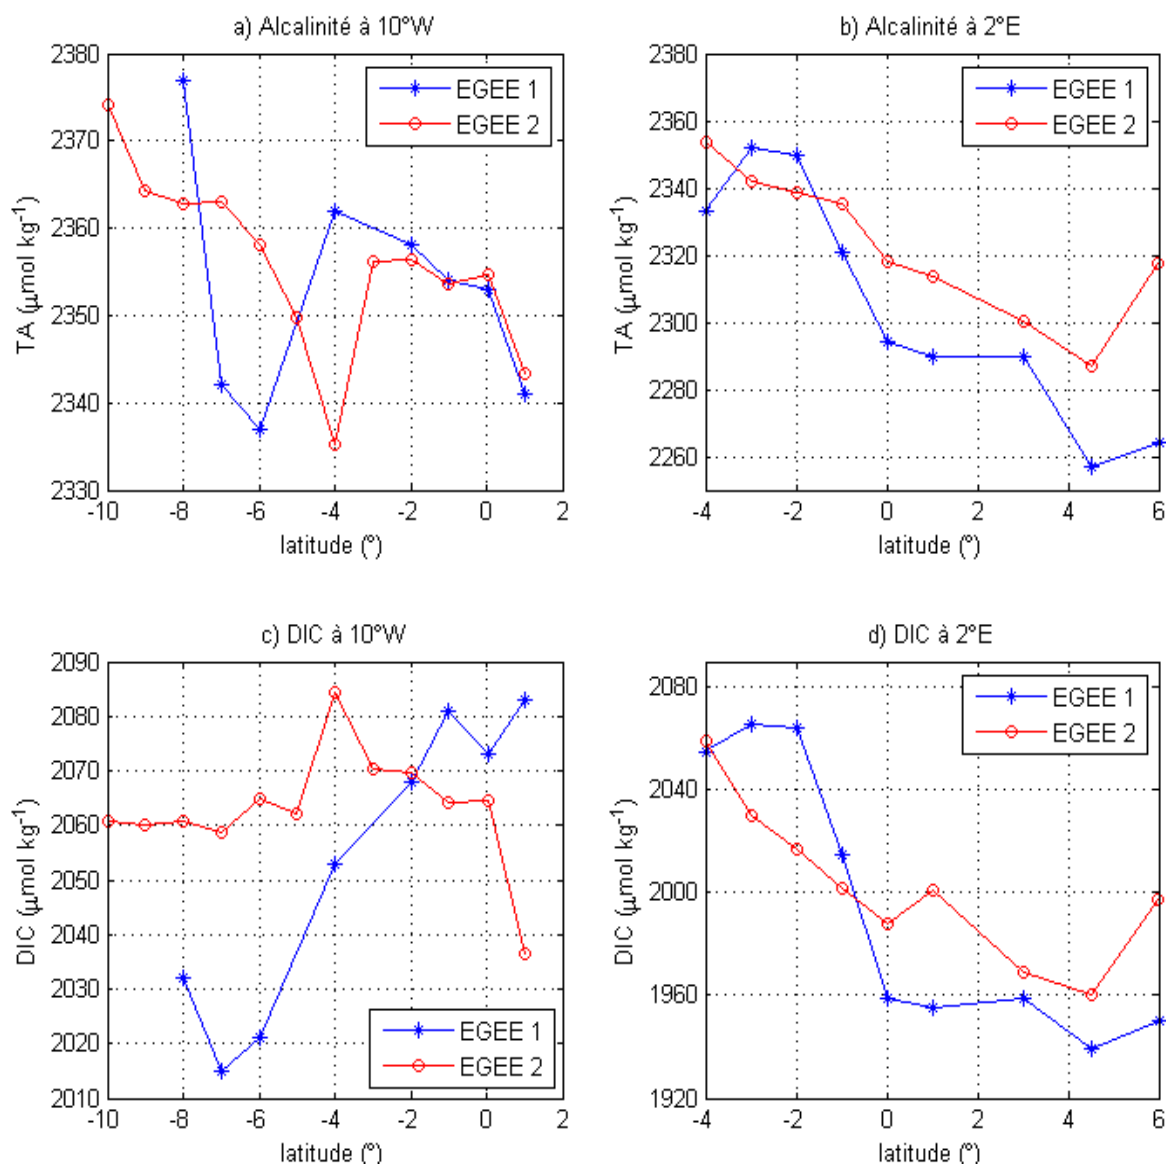 a) Alcalinité à 10°W
2380
2370
2360
2350
2340
2330
TA (μmol kg⁻¹)
-10 -8 -6 -4 -2 0 2
latitude (°)
EGEE 1
EGEE 2
b) Alcalinité à 2°E
2380
2360
2340
2320
2300
2280
2260
TA (μmol kg⁻¹)
-4 -2 0 2 4 6
latitude (°)
EGEE 1
EGEE 2
c) DIC à 10°W
2090
2080
2070
2060
2050
2040
2030
2020
2010
DIC (μmol kg⁻¹)
-10 -8 -6 -4 -2 0 2
latitude (°)
EGEE 1
EGEE 2
d) DIC à 2°E
2080
2040
2000
1960
1920
DIC (μmol kg⁻¹)
-4 -2 0 2 4 6
latitude (°)
EGEE 1
EGEE 2